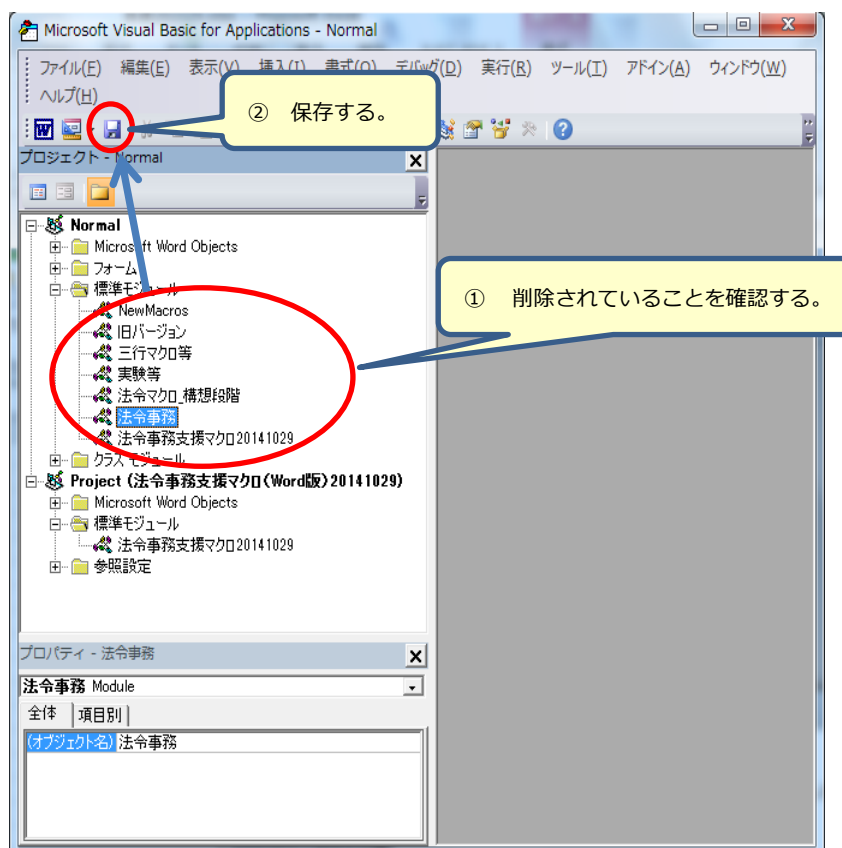 Microsoft Visual Basic for Applications - Normal
ファイル(F) 編集(E) 表示(V) 挿入(I) 書式(O) デバッグ(D) 実行(R) ツール(T) アドイン(A) ウィンドウ(W)
ヘルプ(H)
② 保存する。
プロジェクト - Normal
Normal
Microsoft Word Objects
フォーム
標準モジュール
NewMacros
旧バージョン
三行マクロ等
実験等
法令マクロ_構想段階
法令事務
法令事務支援マクロ20141029
クラス モジュール
① 削除されていることを確認する。
Project (法令事務支援マクロ(Word版)20141029)
Microsoft Word Objects
標準モジュール
法令事務支援マクロ20141029
参照設定
プロパティ - 法令事務
法令事務 Module
全体 項目別
(オブジェクト名) 法令事務